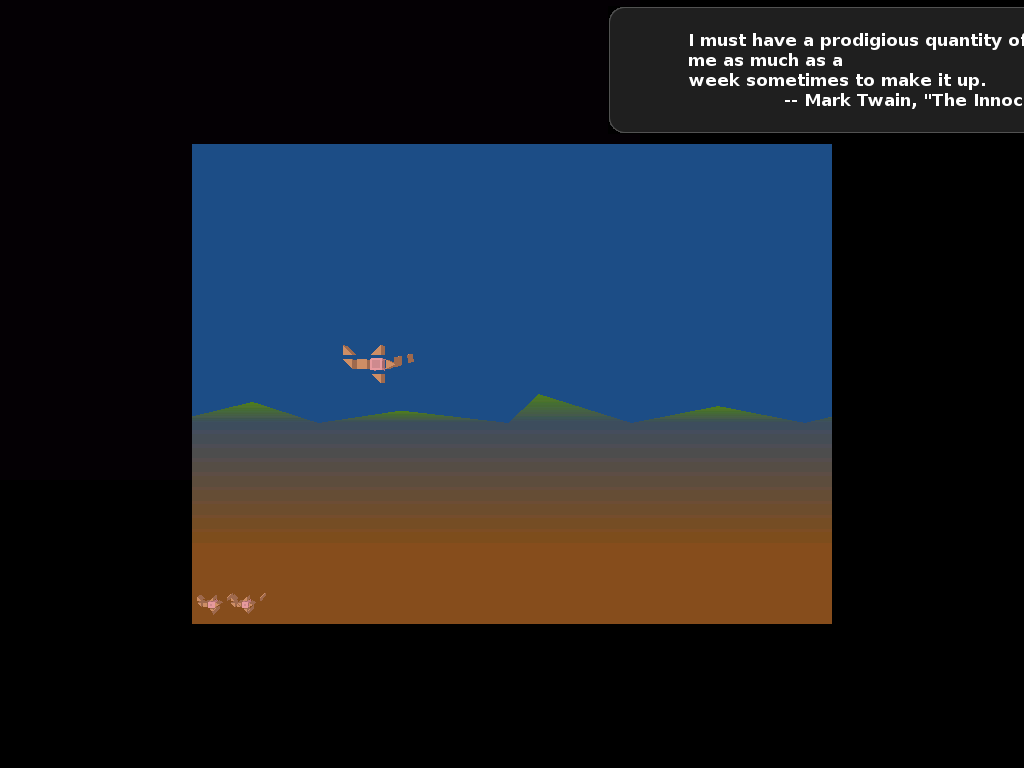 I must have a prodigious quantity of
me as much as a
week sometimes to make it up.
-- Mark Twain, "The Innoc